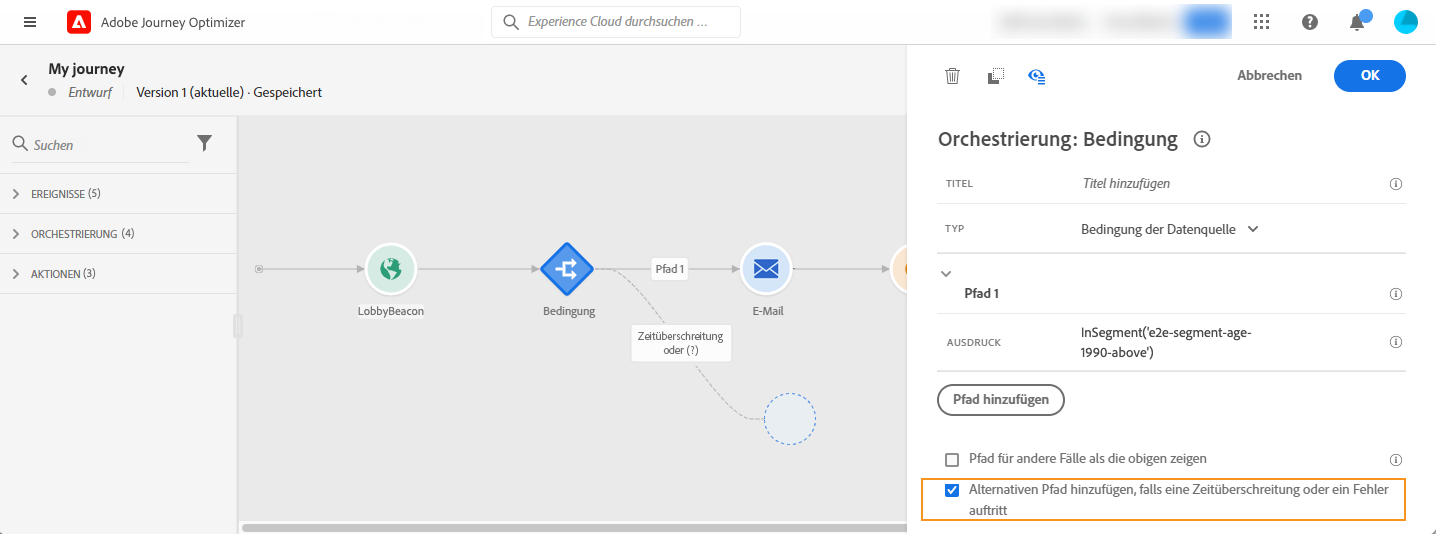 Adobe Journey Optimizer
Experience Cloud durchsuchen ...
My journey
Entwurf
Version 1 (aktuelle) · Gespeichert
Abbrechen
OK
Suchen
EREIGNISSE (5)
ORCHESTRIERUNG (4)
AKTIONEN (3)
LobbyBeacon
Bedingung
Pfad 1
E-Mail
Zeitüberschreitung
oder (?)
Orchestrierung: Bedingung
TITEL
Titel hinzufügen
TYP
Bedingung der Datenquelle
Pfad 1
AUSDRUCK
InSegment('e2e-segment-age-
1990-above')
Pfad hinzufügen
Pfad für andere Fälle als die obigen zeigen
Alternativen Pfad hinzufügen, falls eine Zeitüberschreitung oder ein Fehler
auftritt